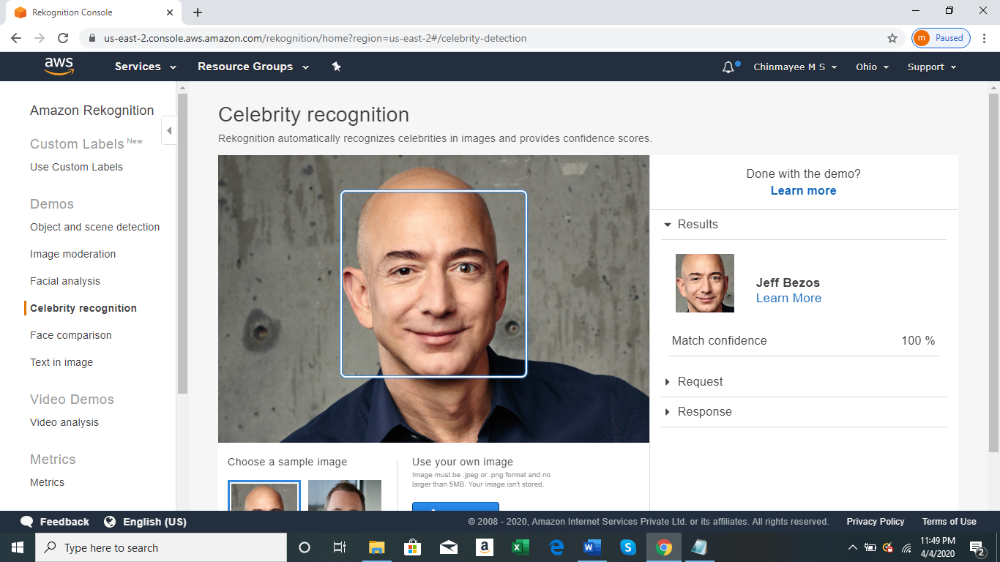 Rekognition Console
us-east-2.console.aws.amazon.com/rekognition/home?region=us-east-2#/celebrity-detection
m Paused
aws
Services
Resource Groups
Chinmayee M S
Ohio
Support
Amazon Rekognition
Custom Labels New
Use Custom Labels
Demos
Object and scene detection
Image moderation
Facial analysis
Celebrity recognition
Face comparison
Text in image
Video Demos
Video analysis
Metrics
Metrics
Celebrity recognition
Rekognition automatically recognizes celebrities in images and provides confidence scores.
Done with the demo?
Learn more
Results
Jeff Bezos
Learn More
Match confidence 100 %
Request
Response
Choose a sample image
Use your own image
Image must be .jpeg or .png format and no
larger than 5MB. Your image isn't stored.
Feedback
English (US)
© 2008 - 2020, Amazon Internet Services Private Ltd. or its affiliates. All rights reserved.
Privacy Policy
Terms of Use
Type here to search
11:49 PM
4/4/2020
2